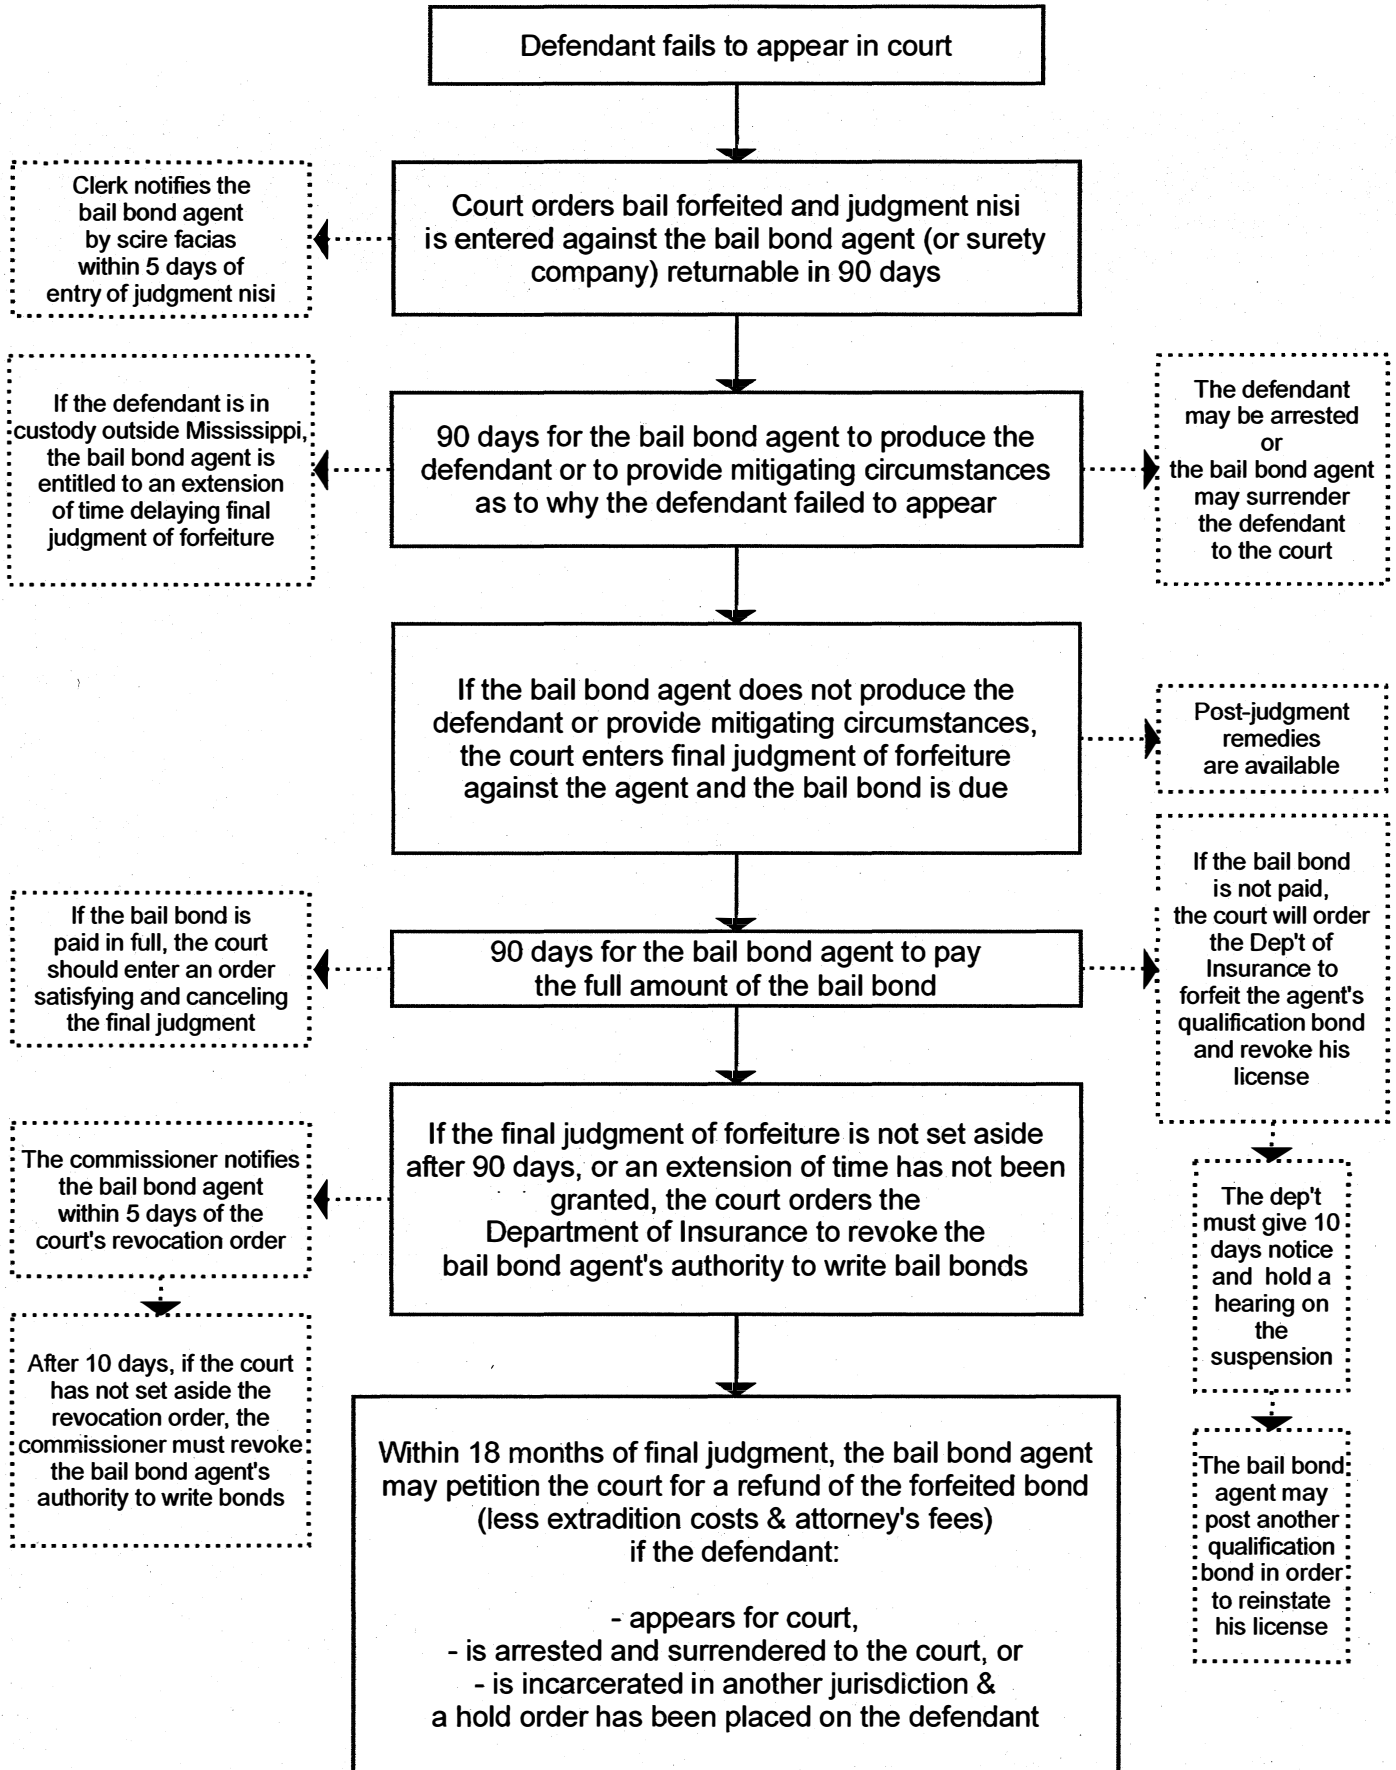 Defendant fails to appear in court
Clerk notifies the
bail bond agent
by scire facias
within 5 days of
entry of judgment nisi
Court orders bail forfeited and judgment nisi
is entered against the bail bond agent (or surety
company) returnable in 90 days
If the defendant is in
custody outside Mississippi,
the bail bond agent is
entitled to an extension
of time delaying final
judgment of forfeiture
90 days for the bail bond agent to produce the
defendant or to provide mitigating circumstances
as to why the defendant failed to appear
The defendant
may be arrested
or
the bail bond agent
may surrender
the defendant
to the court
If the bail bond agent does not produce the
defendant or provide mitigating circumstances,
the court enters final judgment of forfeiture
against the agent and the bail bond is due
Post-judgment
remedies
are available
If the bail bond is
paid in full, the court
should enter an order
satisfying and canceling
the final judgment
90 days for the bail bond agent to pay
the full amount of the bail bond
If the bail bond
is not paid,
the court will order
the Dep't of
Insurance to
forfeit the agent's
qualification bond
and revoke his
license
The commissioner notifies
the bail bond agent
within 5 days of the
court's revocation order
If the final judgment of forfeiture is not set aside
after 90 days, or an extension of time has not been
granted, the court orders the
Department of Insurance to revoke the
bail bond agent's authority to write bail bonds
The dep't
must give 10
days notice
and hold a
hearing on
the
suspension
After 10 days, if the court
has not set aside the
revocation order, the
commissioner must revoke
the bail bond agent's
authority to write bonds
Within 18 months of final judgment, the bail bond agent
may petition the court for a refund of the forfeited bond
(less extradition costs & attorney's fees)
if the defendant:
- appears for court,
- is arrested and surrendered to the court, or
- is incarcerated in another jurisdiction &
a hold order has been placed on the defendant
The bail bond
agent may
post another
qualification
bond in order
to reinstate
his license